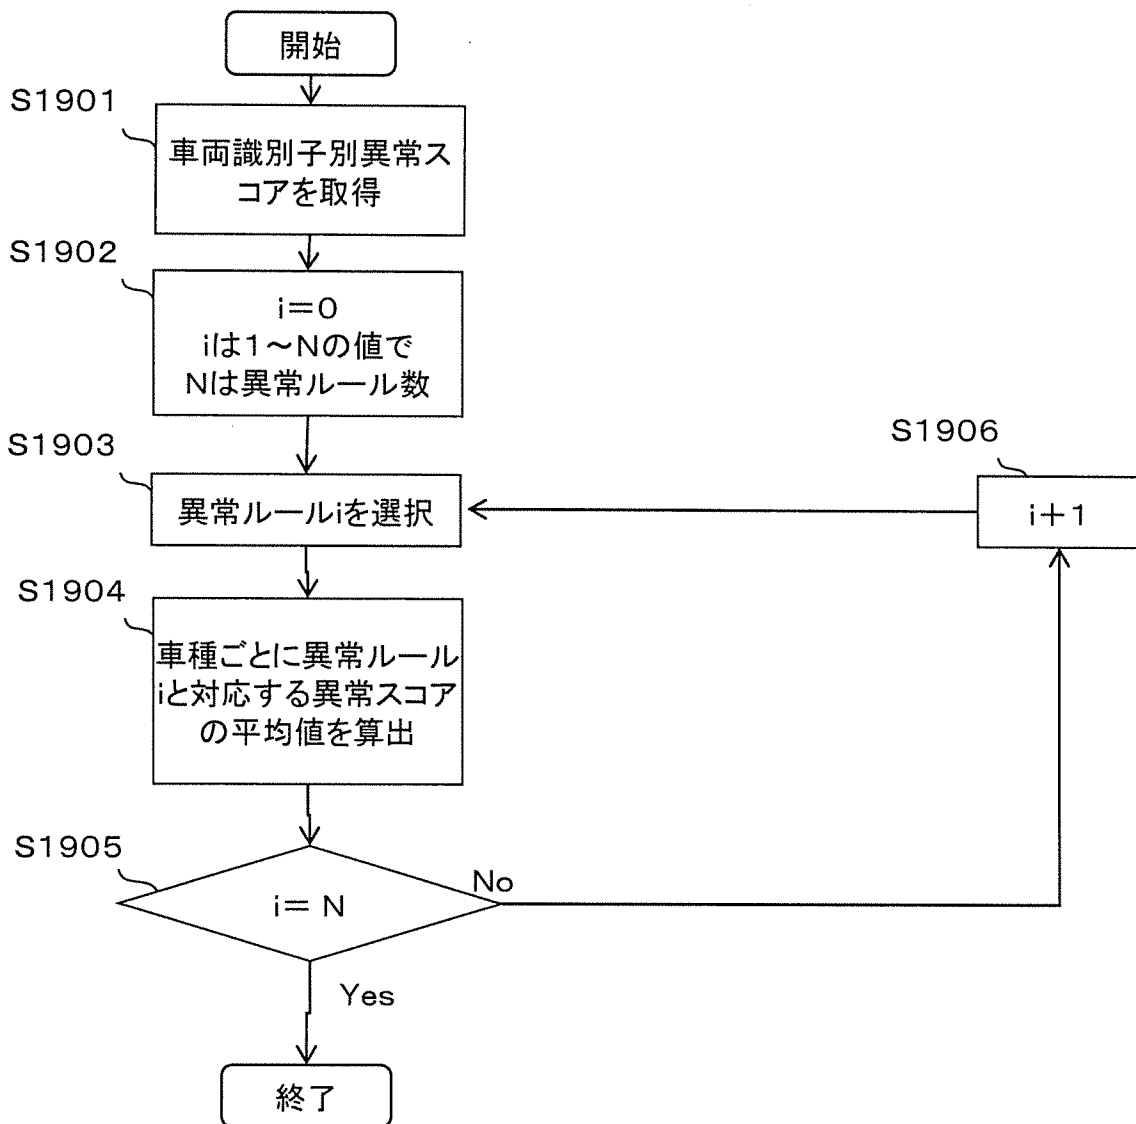 開始
S1901
車両識別子別異常ス
コアを取得
S1902
i=0
iは1～Nの値で
Nは異常ルール数
S1903
異常ルールiを選択
S1906
i+1
S1904
車種ごとに異常ルール
iと対応する異常スコア
の平均値を算出
S1905
i= N
No
Yes
終了